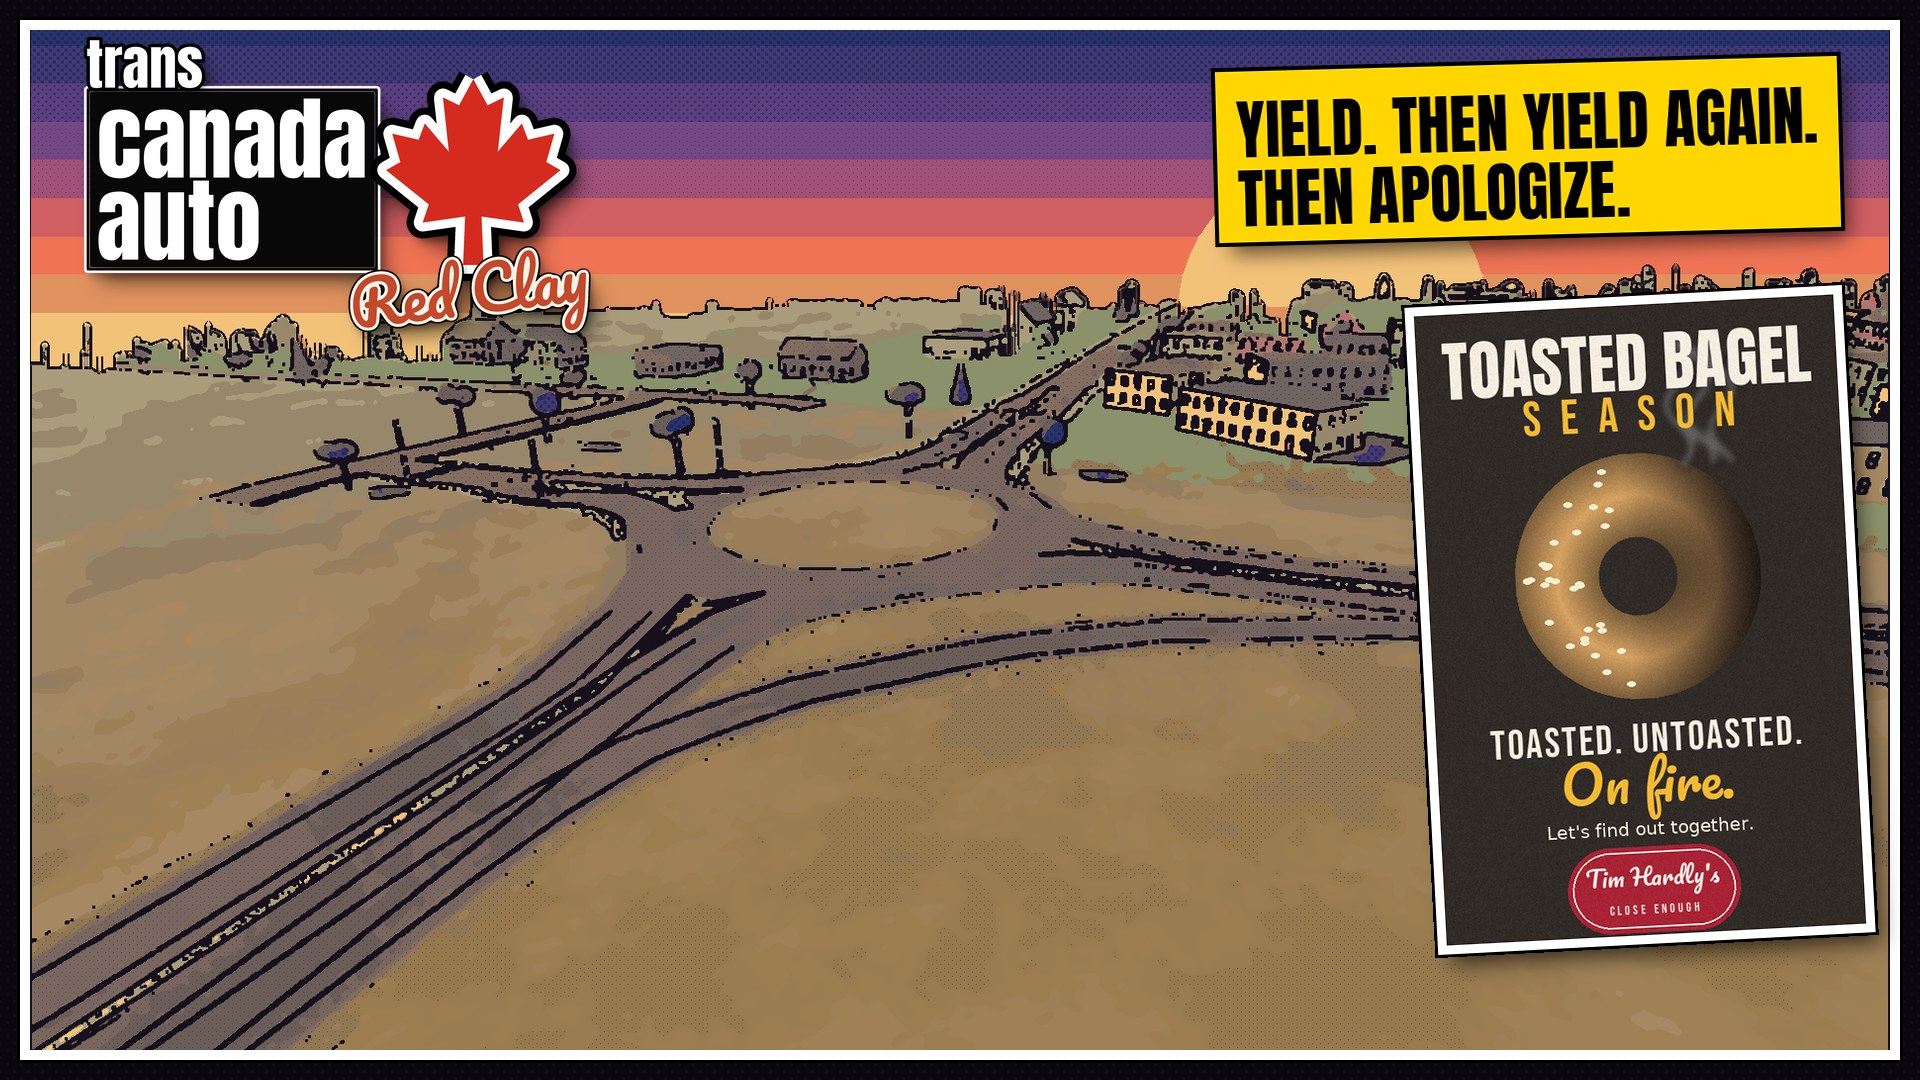 trans
canada
auto
Red Clay
YIELD. THEN YIELD AGAIN.
THEN APOLOGIZE.
TOASTED BAGEL
SEASON
TOASTED. UNTOASTED.
On fire.
Let's find out together.
Tim Hardly's
CLOSE ENOUGH